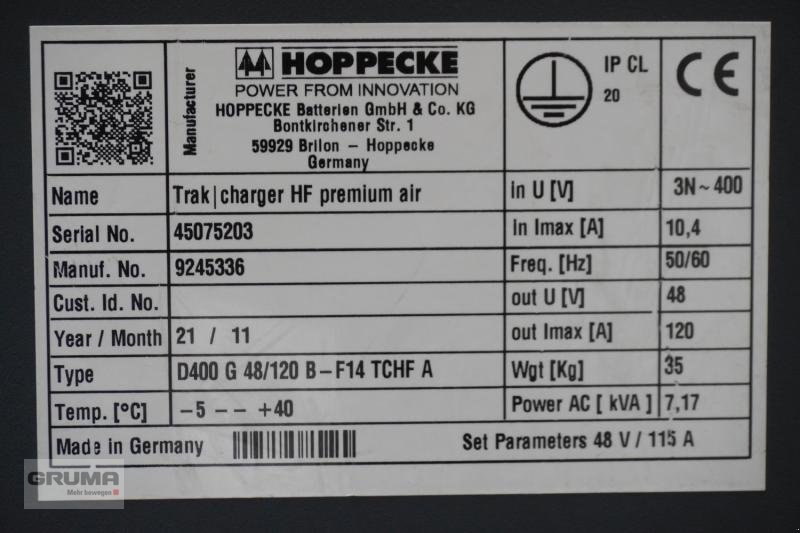 Manufacturer
HOPPECKE
POWER FROM INNOVATION
HOPPECKE Batterien GmbH & Co. KG
Bontkirchener Str. 1
59929 Brilon – Hoppecke
Germany
IP CL
20
CE
Name Trak|charger HF premium air in U [V] 3N~400
Serial No. 45075203 In Imax [A] 10,4
Manuf. No. 9245336 Freq. [Hz] 50/60
Cust. Id. No. out U [V] 48
Year / Month 21 / 11 out Imax [A] 120
Type D400 G 48/120 B–F14 TCHF A Wgt [Kg] 35
Temp. [°C] –5 –– +40 Power AC [ kVA ] 7,17
Made in Germany Set Parameters 48 V / 115 A
GRUMA
Mehr bewegen